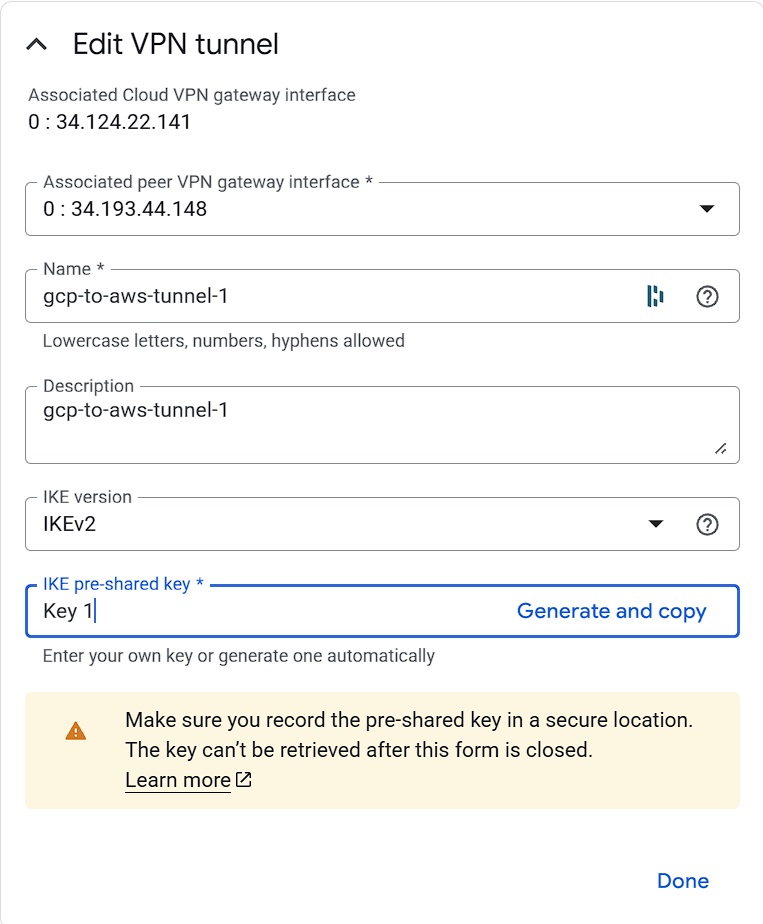 Edit VPN tunnel
Associated Cloud VPN gateway interface
0 : 34.124.22.141
Associated peer VPN gateway interface *
0 : 34.193.44.148
Name *
gcp-to-aws-tunnel-1
Lowercase letters, numbers, hyphens allowed
Description
gcp-to-aws-tunnel-1
IKE version
IKEv2
IKE pre-shared key *
Key 1 Generate and copy
Enter your own key or generate one automatically
Make sure you record the pre-shared key in a secure location.
The key can’t be retrieved after this form is closed.
Learn more
Done